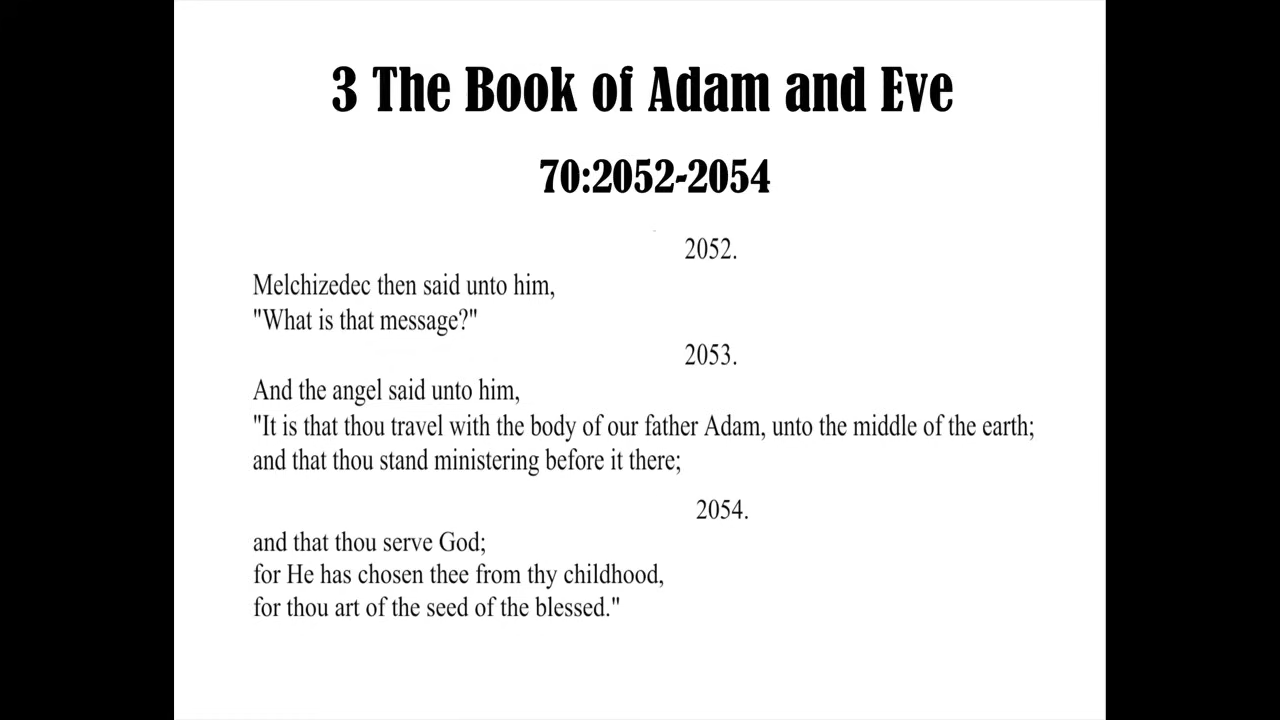 3 The Book of Adam and Eve
70:2052-2054
2052.
Melchizedec then said unto him,
"What is that message?"
2053.
And the angel said unto him,
"It is that thou travel with the body of our father Adam, unto the middle of the earth;
and that thou stand ministering before it there;
2054.
and that thou serve God;
for He has chosen thee from thy childhood,
for thou art of the seed of the blessed."